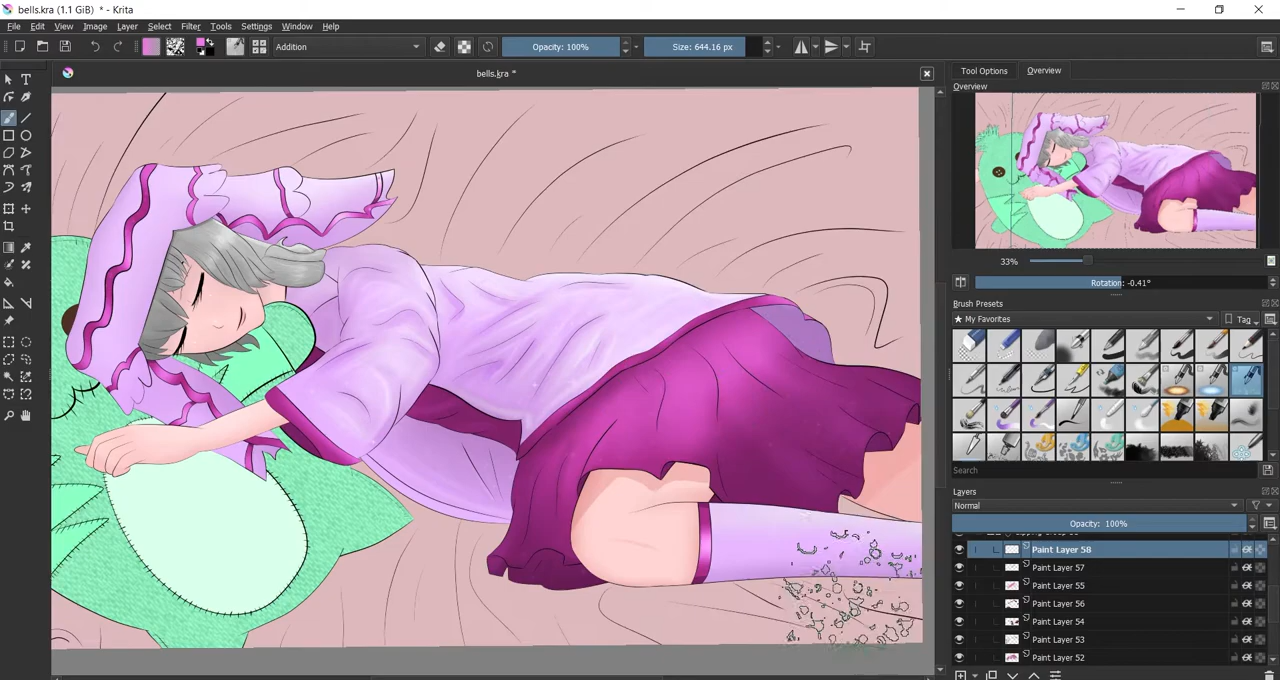 bells.kra (1.1 GiB) * - Krita
File Edit View Image Layer Select Filter Tools Settings Window Help
Addition Opacity: 100% Size: 644.16 px
bells.kra *
Tool Options Overview
Overview
33%
Rotation: -0.41°
Brush Presets
★ My Favorites Tag
Search
Layers
Normal
Opacity: 100%
Paint Layer 58
Paint Layer 57
Paint Layer 55
Paint Layer 56
Paint Layer 54
Paint Layer 53
Paint Layer 52